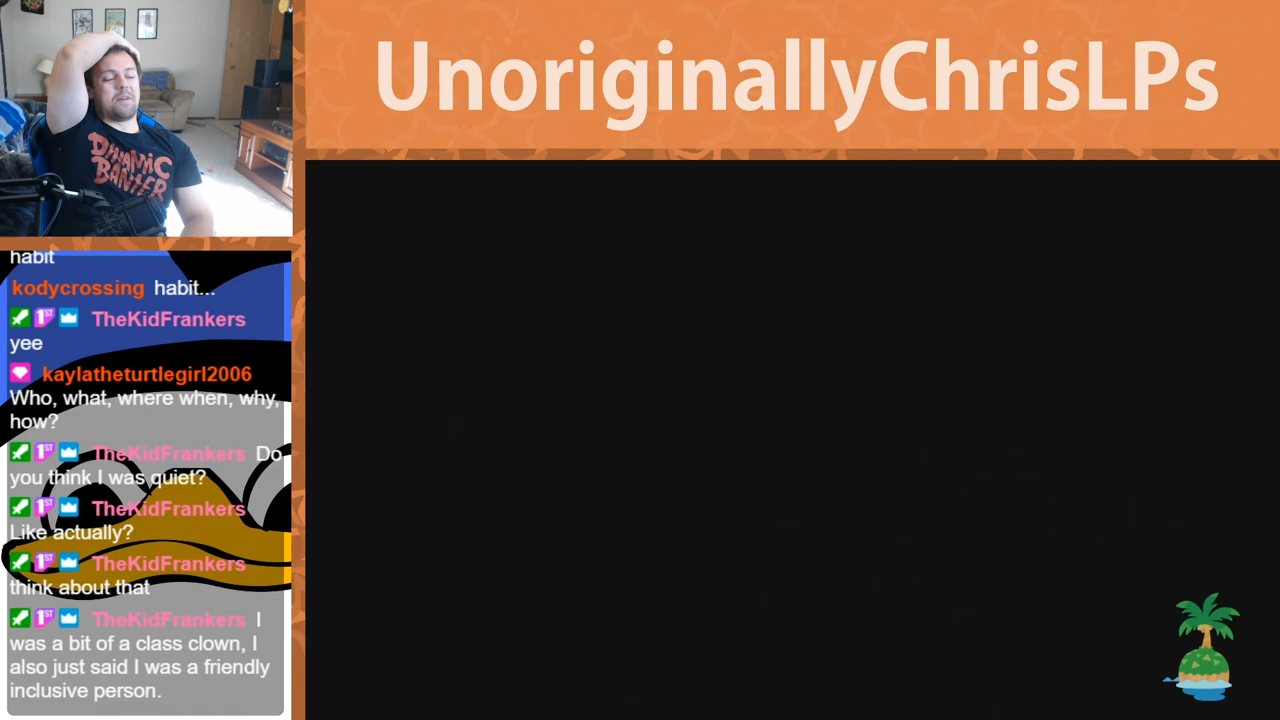 UnoriginallyChrisLPs
DYNAMIC
BANTER
habit
kodycrossing habit...
TheKidFrankers
yee
kaylatheturtlegirl2006
Who, what, where when, why,
how?
TheKidFrankers Do
you think I was quiet?
TheKidFrankers
Like actually?
TheKidFrankers
think about that
TheKidFrankers I
was a bit of a class clown, I
also just said I was a friendly
inclusive person.